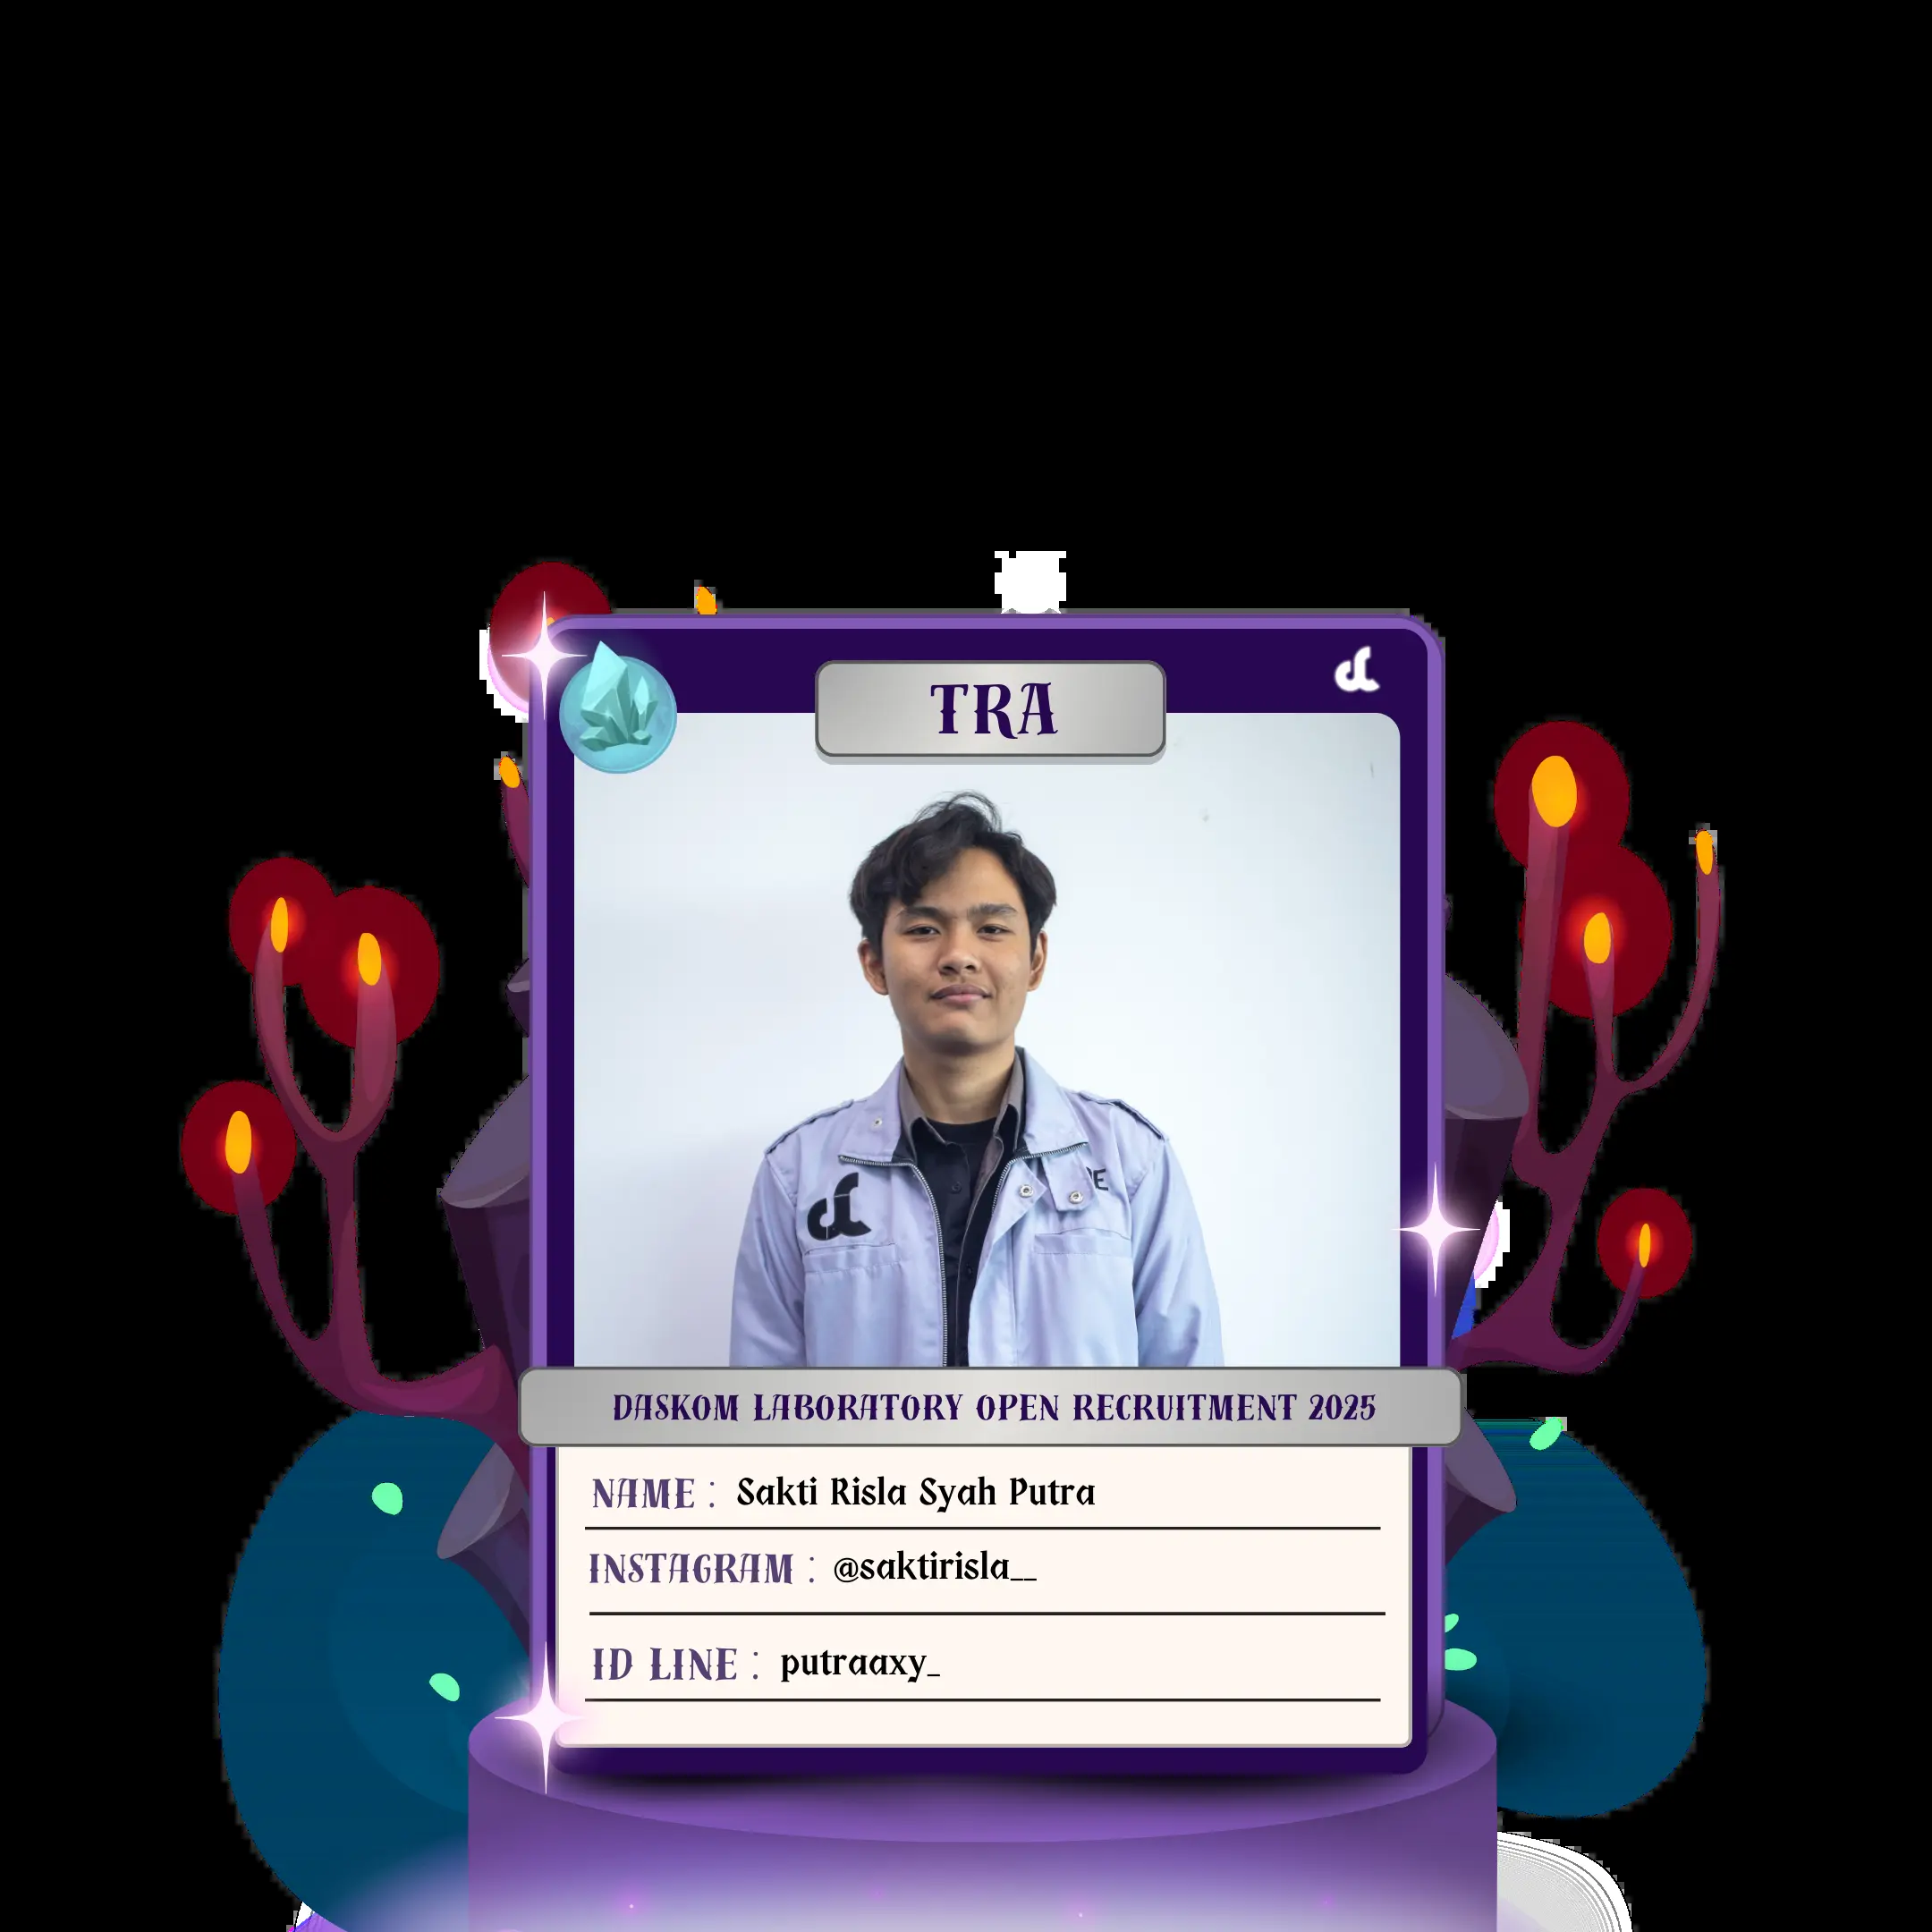 TRA
DASKOM LABORATORY OPEN RECRUITMENT 2025
NAME : Sakti Risla Syah Putra
INSTAGRAM : @saktirisla__
ID LINE : putraaxy_